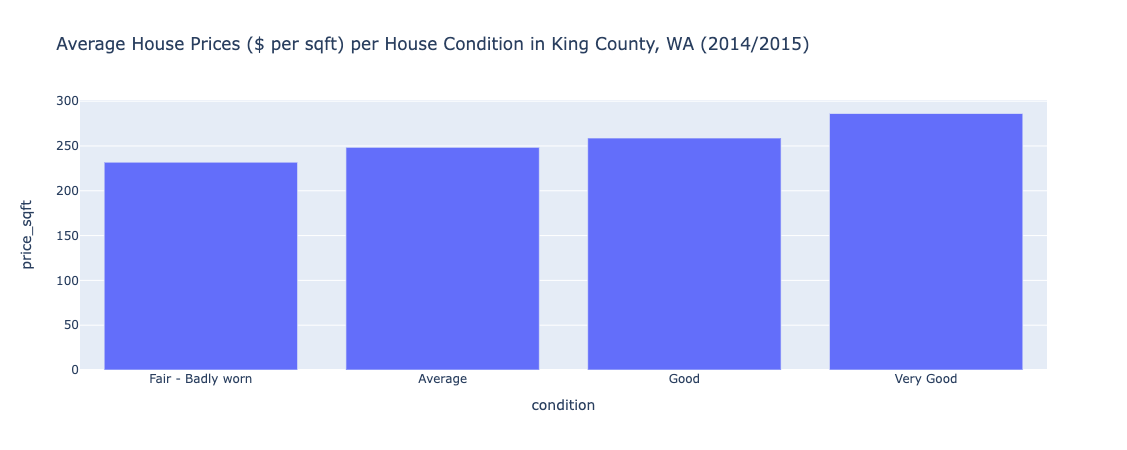 Average House Prices ($ per sqft) per House Condition in King County, WA (2014/2015)
300
250
200
150
100
50
0
price_sqft
Fair - Badly worn
Average
Good
Very Good
condition